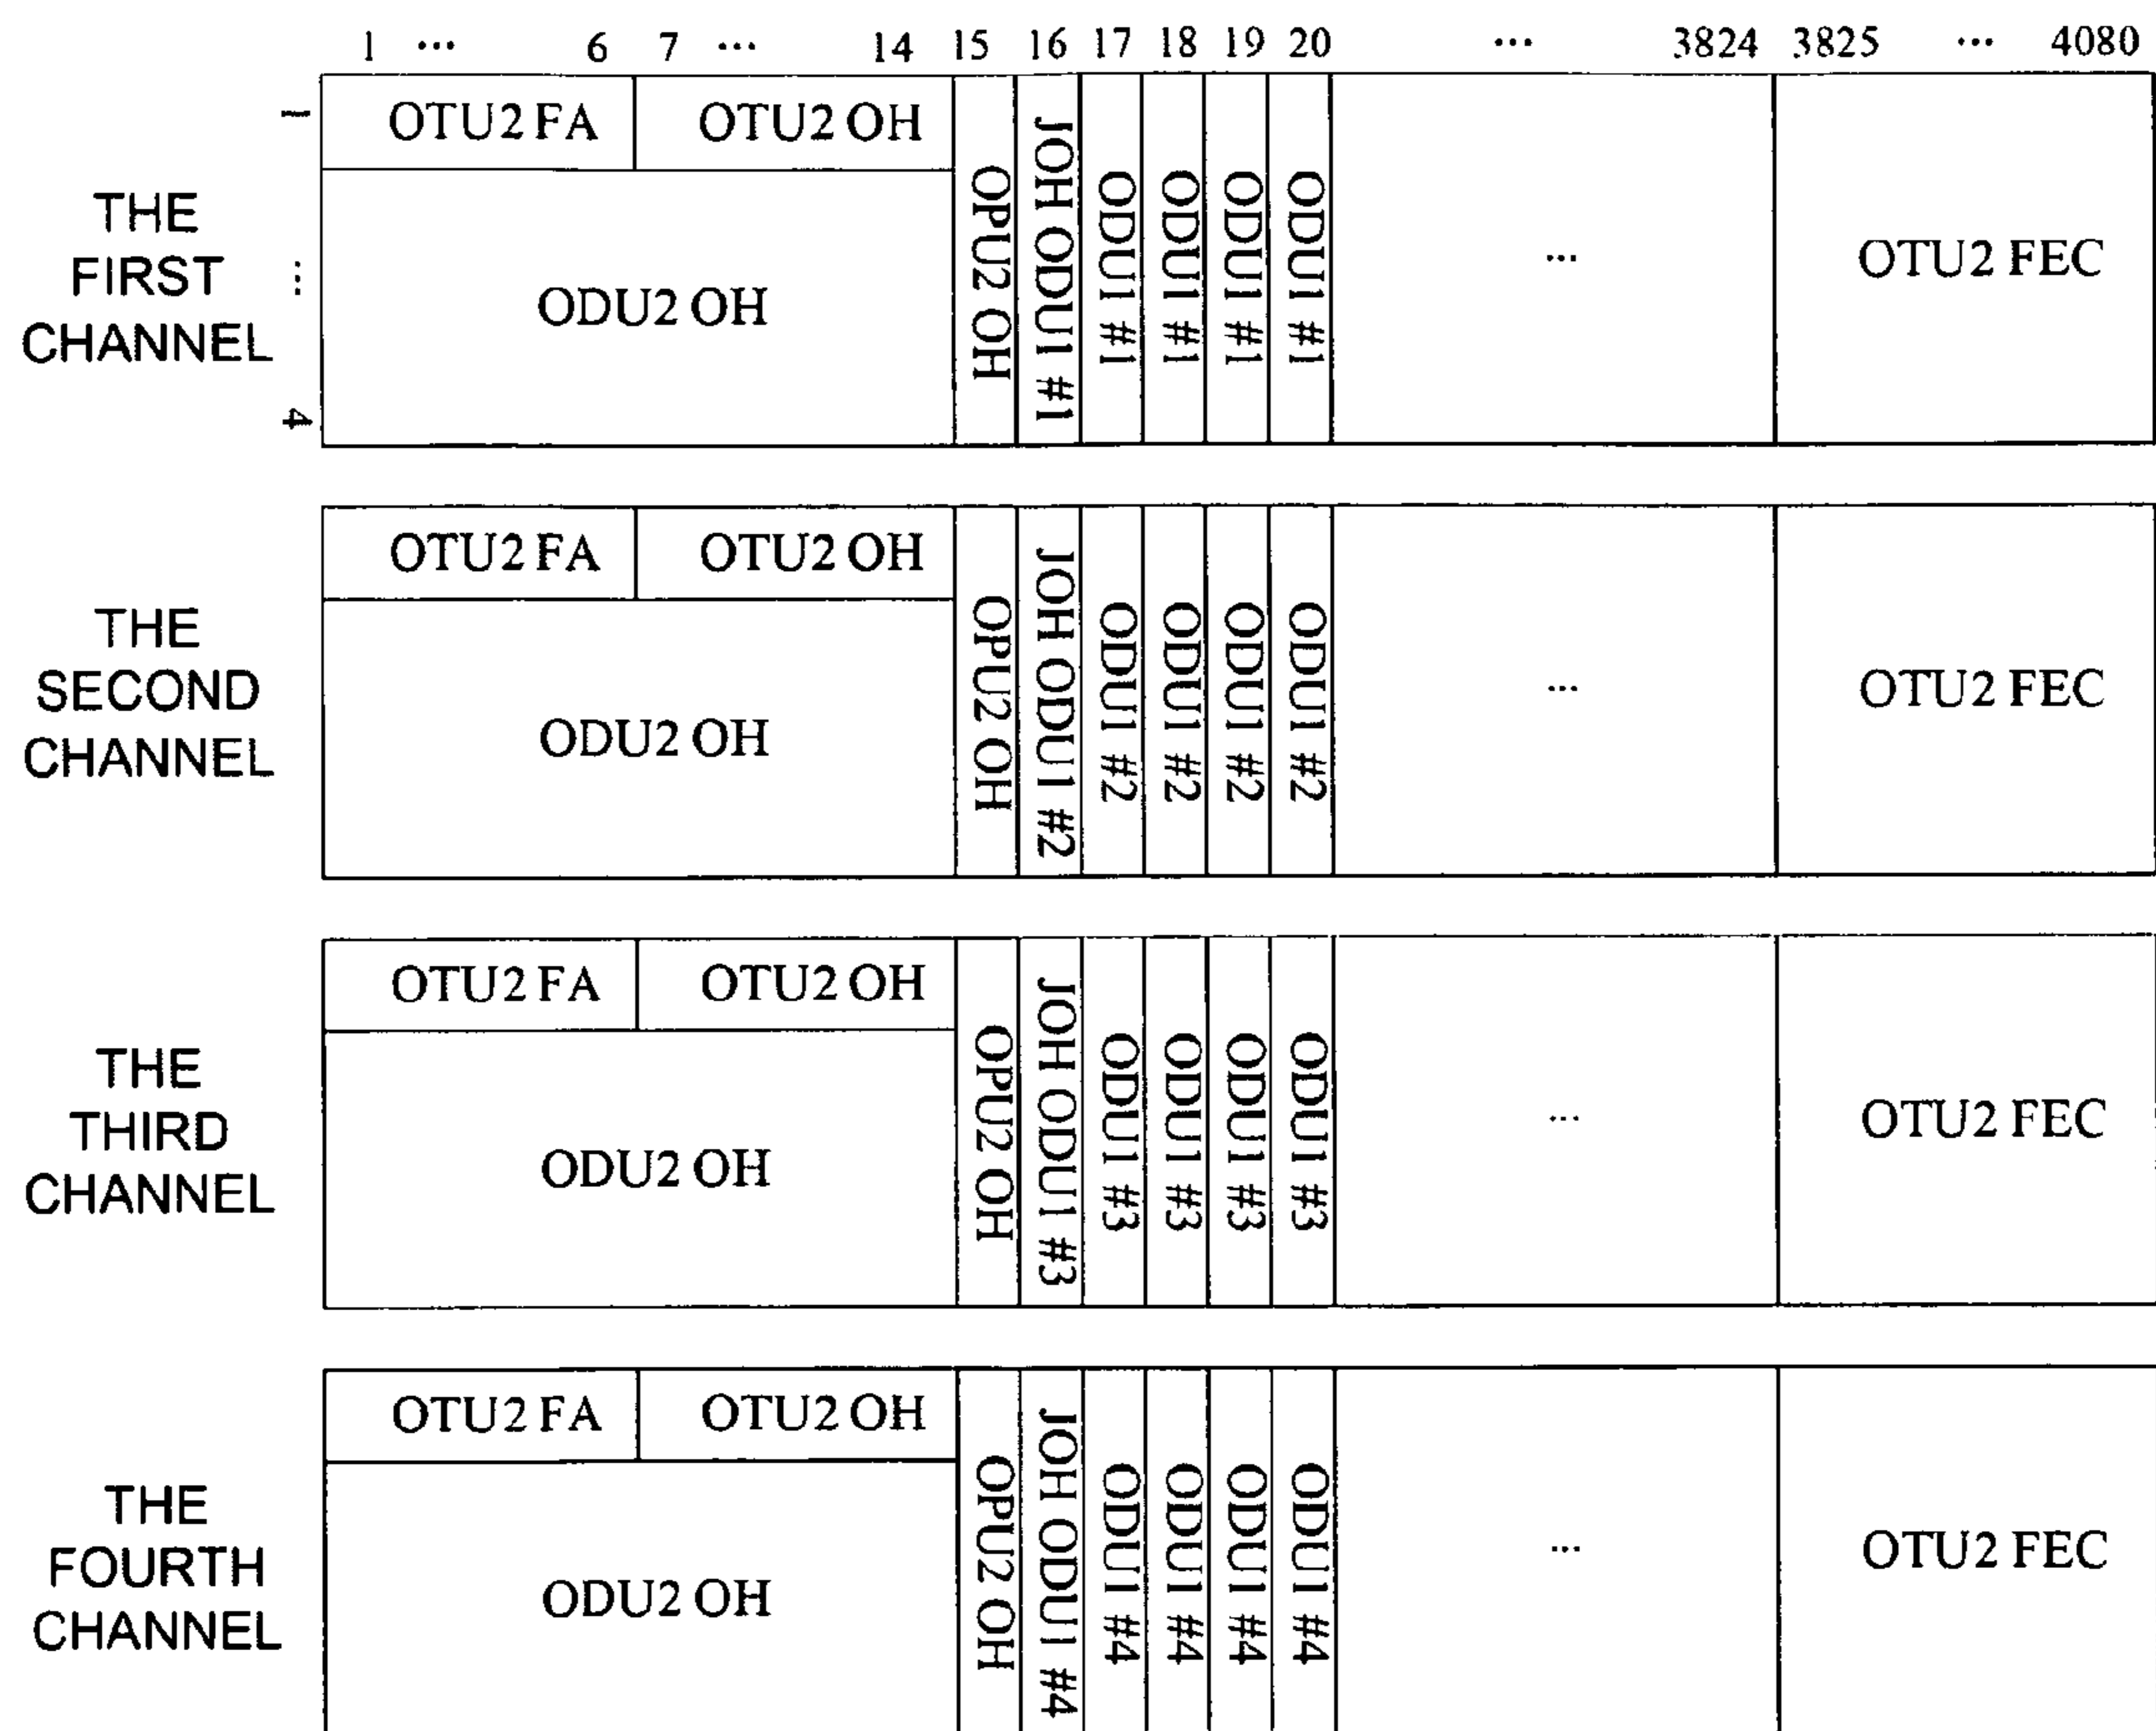 1 ... 6 7 ... 14 15 16 17 18 19 20 ... 3824 3825 ... 4080
1
...
4
THE
FIRST
CHANNEL
OTU2 FA
OTU2 OH
ODU2 OH
OPU2 OH
JOH ODU1 #1
ODU1 #1
ODU1 #1
ODU1 #1
ODU1 #1
...
OTU2 FEC
THE
SECOND
CHANNEL
OTU2 FA
OTU2 OH
ODU2 OH
OPU2 OH
JOH ODU1 #2
ODU1 #2
ODU1 #2
ODU1 #2
ODU1 #2
...
OTU2 FEC
THE
THIRD
CHANNEL
OTU2 FA
OTU2 OH
ODU2 OH
OPU2 OH
JOH ODU1 #3
ODU1 #3
ODU1 #3
ODU1 #3
ODU1 #3
...
OTU2 FEC
THE
FOURTH
CHANNEL
OTU2 FA
OTU2 OH
ODU2 OH
OPU2 OH
JOH ODU1 #4
ODU1 #4
ODU1 #4
ODU1 #4
ODU1 #4
...
OTU2 FEC